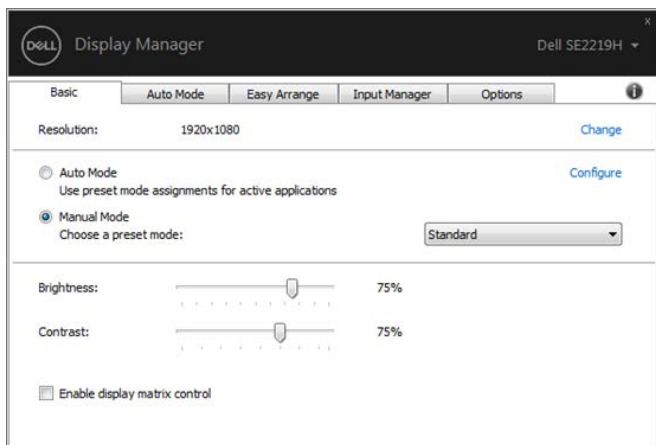 x
DELL Display Manager Dell SE2219H
Basic Auto Mode Easy Arrange Input Manager Options i
Resolution: 1920x1080 Change
Auto Mode Configure
Use preset mode assignments for active applications
Manual Mode
Choose a preset mode: Standard
Brightness: 75%
Contrast: 75%
Enable display matrix control